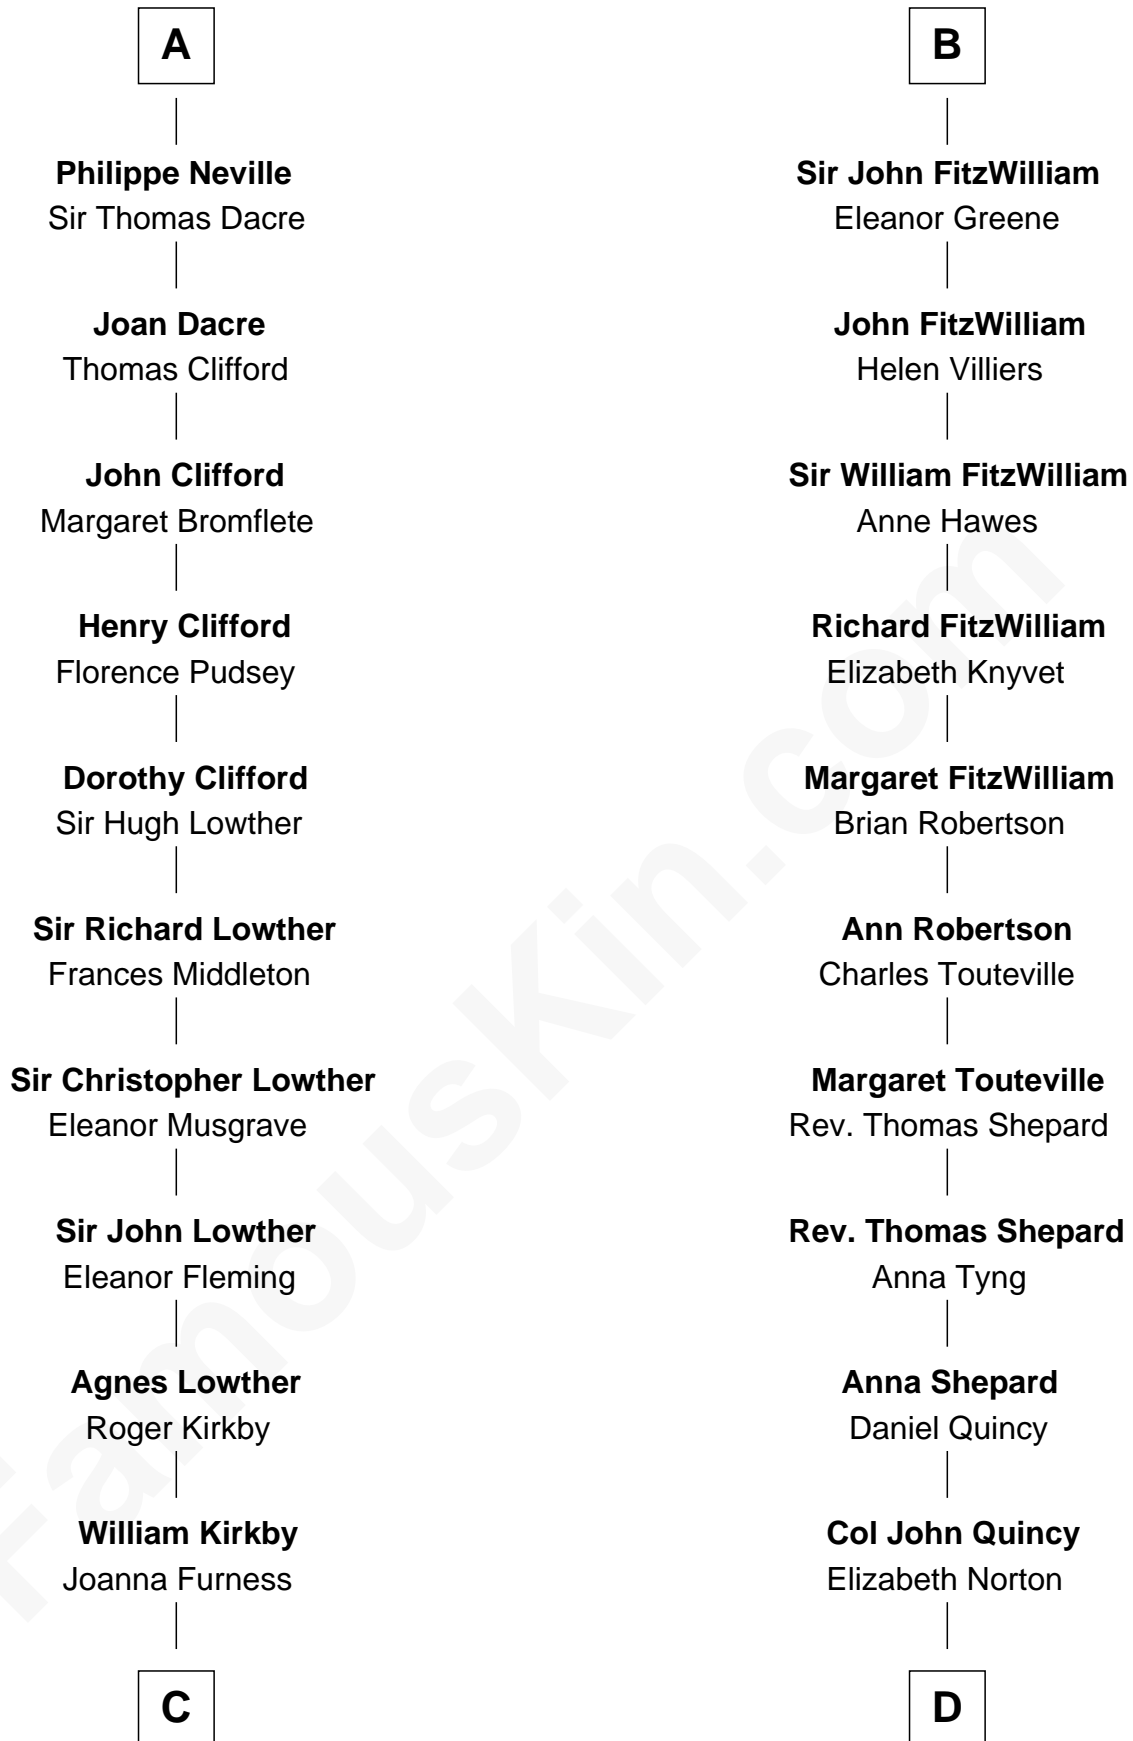 A
Philippe Neville
Sir Thomas Dacre
Joan Dacre
Thomas Clifford
John Clifford
Margaret Bromflete
Henry Clifford
Florence Pudsey
Dorothy Clifford
Sir Hugh Lowther
Sir Richard Lowther
Frances Middleton
Sir Christopher Lowther
Eleanor Musgrave
Sir John Lowther
Eleanor Fleming
Agnes Lowther
Roger Kirkby
William Kirkby
Joanna Furness
C
B
Sir John FitzWilliam
Eleanor Greene
John FitzWilliam
Helen Villiers
Sir William FitzWilliam
Anne Hawes
Richard FitzWilliam
Elizabeth Knyvet
Margaret FitzWilliam
Brian Robertson
Ann Robertson
Charles Touteville
Margaret Touteville
Rev. Thomas Shepard
Rev. Thomas Shepard
Anna Tyng
Anna Shepard
Daniel Quincy
Col John Quincy
Elizabeth Norton
D
FamousKin.com